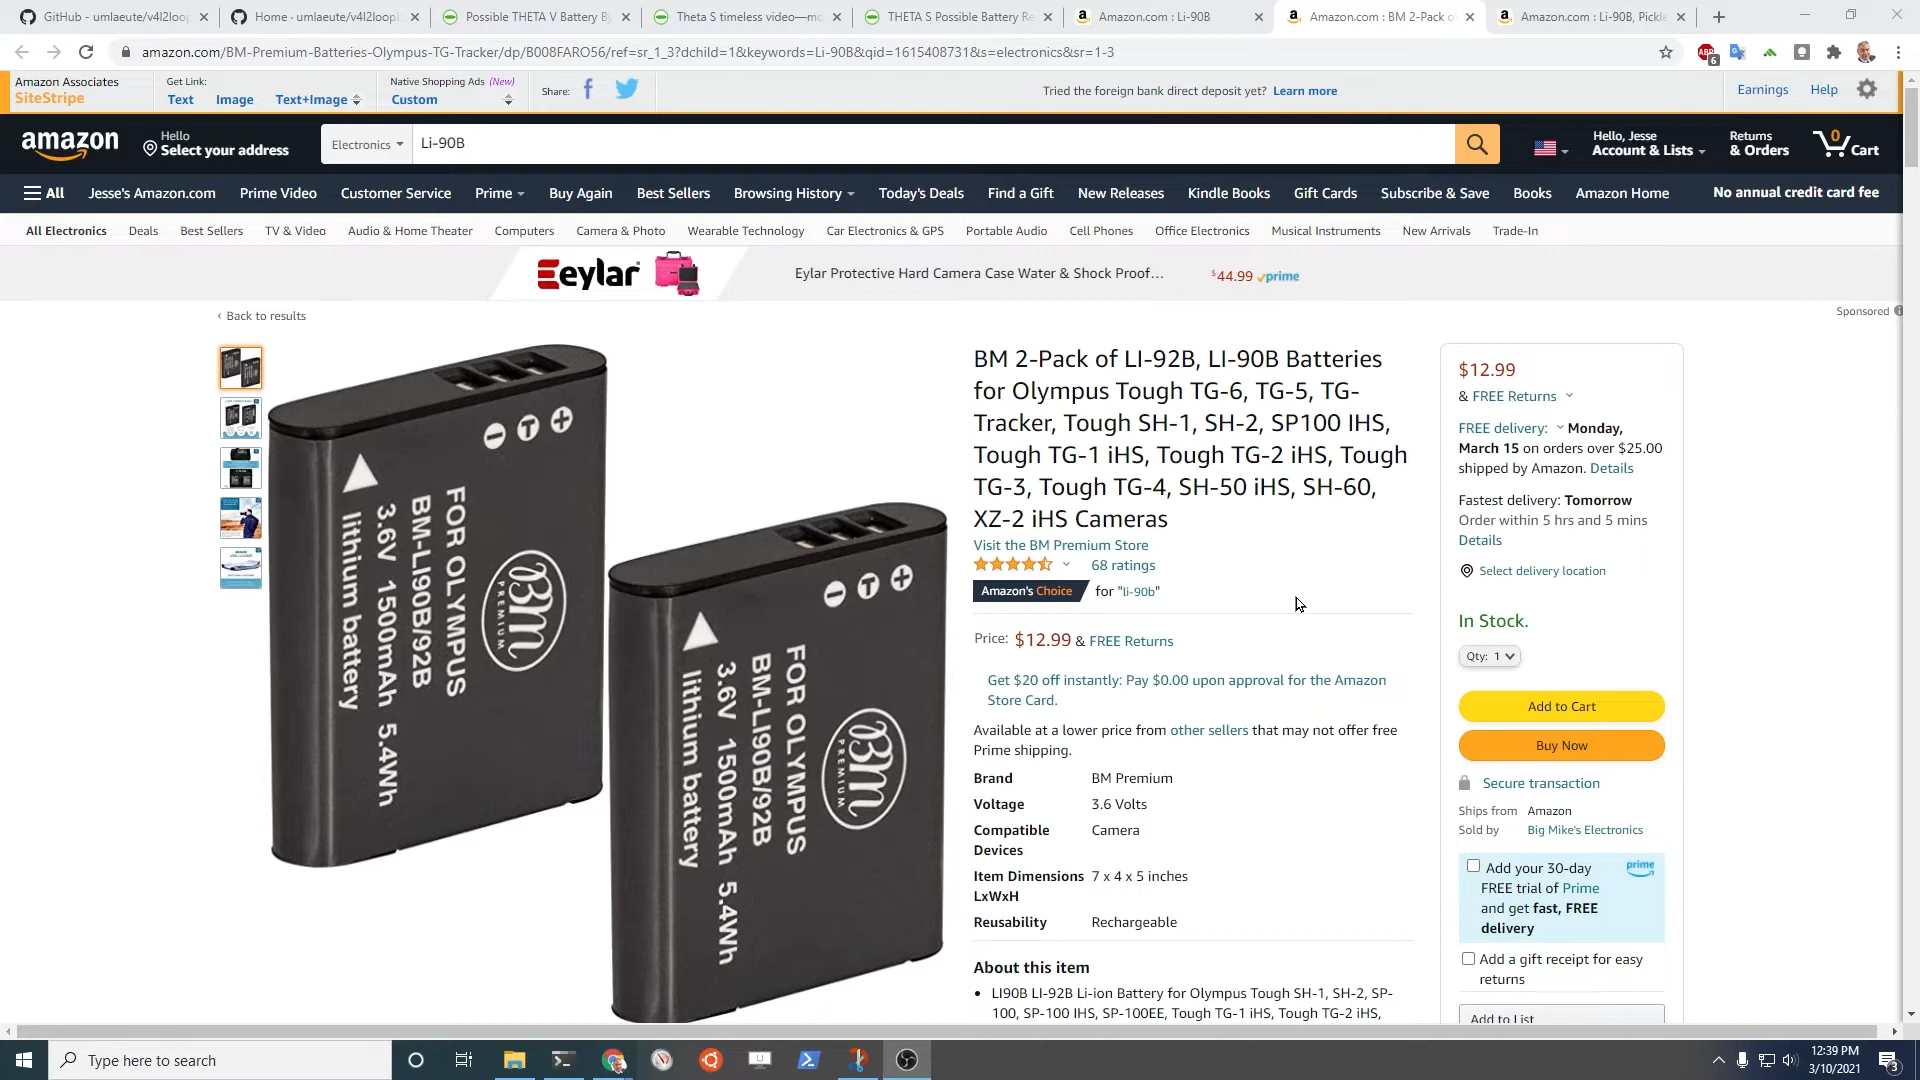 GitHub - umlaeute/v4l2loop
Home · umlaeute/v4l2loopb
Possible THETA V Battery By
Theta S timeless video—mo
THETA S Possible Battery Re
Amazon.com : Li-90B
Amazon.com : BM 2-Pack o
Amazon.com : Li-90B, Pickle
amazon.com/BM-Premium-Batteries-Olympus-TG-Tracker/dp/B008FARO56/ref=sr_1_3?dchild=1&keywords=Li-90B&qid=1615408731&s=electronics&sr=1-3
ABP
6
Amazon Associates
SiteStripe
Get Link:
Text Image Text+Image
Native Shopping Ads (New)
Custom
Share:
Tried the foreign bank direct deposit yet? Learn more
Earnings Help
amazon
Hello
Select your address
Electronics
Li-90B
Hello, Jesse
Account & Lists
Returns
& Orders
0
Cart
All Jesse's Amazon.com Prime Video Customer Service Prime Buy Again Best Sellers Browsing History Today's Deals Find a Gift New Releases Kindle Books Gift Cards Subscribe & Save Books Amazon Home No annual credit card fee
All Electronics Deals Best Sellers TV & Video Audio & Home Theater Computers Camera & Photo Wearable Technology Car Electronics & GPS Portable Audio Cell Phones Office Electronics Musical Instruments New Arrivals Trade-In
Eeylar
Eylar Protective Hard Camera Case Water & Shock Proof…
$44.99 prime
Sponsored
‹ Back to results
FOR OLYMPUS
BM-LI90B/92B
3.6V 1500mAh 5.4Wh
lithium battery
BM
PREMIUM
FOR OLYMPUS
BM-LI90B/92B
3.6V 1500mAh 5.4Wh
lithium battery
BM
PREMIUM
BM 2-Pack of LI-92B, LI-90B Batteries
for Olympus Tough TG-6, TG-5, TG-
Tracker, Tough SH-1, SH-2, SP100 IHS,
Tough TG-1 iHS, Tough TG-2 iHS, Tough
TG-3, Tough TG-4, SH-50 iHS, SH-60,
XZ-2 iHS Cameras
Visit the BM Premium Store
68 ratings
Amazon's Choice for "li-90b"
Price: $12.99 & FREE Returns
Get $20 off instantly: Pay $0.00 upon approval for the Amazon
Store Card.
Available at a lower price from other sellers that may not offer free
Prime shipping.
Brand BM Premium
Voltage 3.6 Volts
Compatible Camera
Devices
Item Dimensions 7 x 4 x 5 inches
LxWxH
Reusability Rechargeable
About this item
• LI90B LI-92B Li-ion Battery for Olympus Tough SH-1, SH-2, SP-
100, SP-100 IHS, SP-100EE, Tough TG-1 iHS, Tough TG-2 iHS,
$12.99
& FREE Returns
FREE delivery: Monday,
March 15 on orders over $25.00
shipped by Amazon. Details
Fastest delivery: Tomorrow
Order within 5 hrs and 5 mins
Details
Select delivery location
In Stock.
Qty: 1
Add to Cart
Buy Now
Secure transaction
Ships from Amazon
Sold by Big Mike's Electronics
Add your 30-day
FREE trial of Prime
and get fast, FREE
delivery
prime
Add a gift receipt for easy
returns
Add to List
Type here to search
12:39 PM
3/10/2021
3